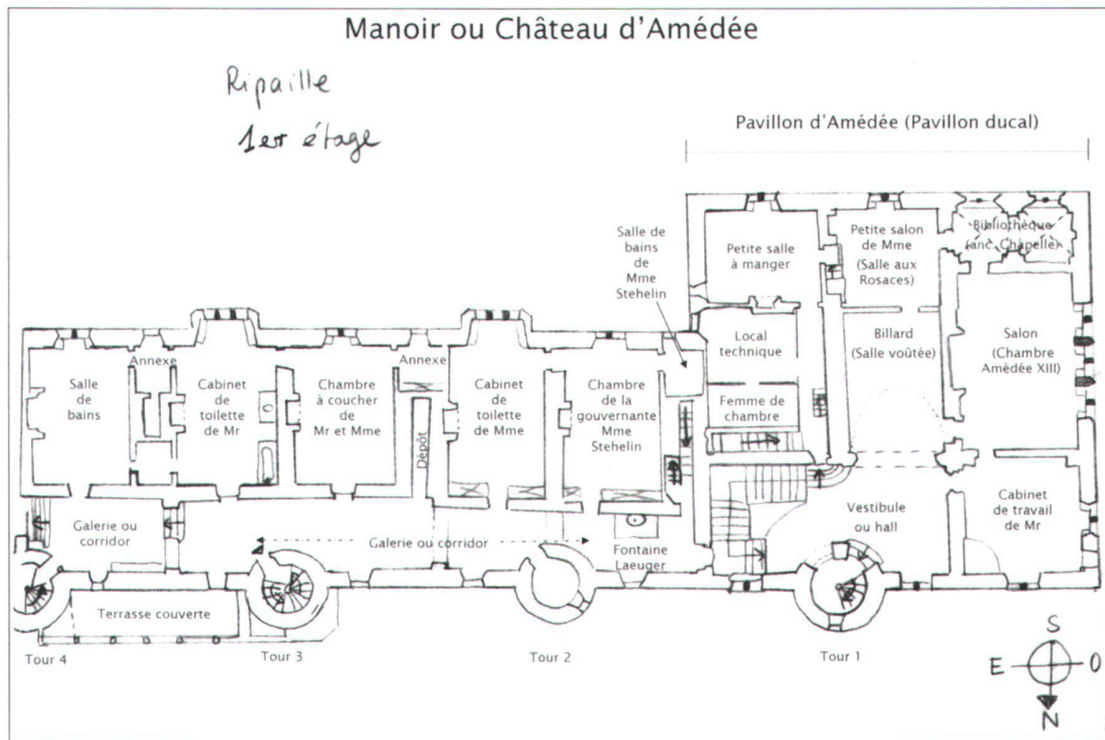 Manoir ou Château d'Amédée
Ripaille
1er étage
Pavillon d'Amédée (Pavillon ducal)
Salle de
bains
de
Mme
Stehelin
Petite salle
à manger
Petite salon
de Mme
(Salle aux
Rosaces)
Bibliothèque
(anc. Chapelle)
Local
technique
Billard
(Salle voûtée)
Salon
(Chambre
Amédée XIII)
Femme de
chambre
Annexe
Salle
de
bains
Cabinet
de
toilette
de Mr
Chambre
à coucher
de
Mr et Mme
Annexe
Dépôt
Cabinet
de
toilette
de Mme
Chambre
de la
gouvernante
Mme
Stehelin
Galerie ou
corridor
Galerie ou corridor
Fontaine
Laeuger
Vestibule
ou hall
Cabinet
de travail
de Mr
Terrasse couverte
Tour 4
Tour 3
Tour 2
Tour 1
S
E O
N